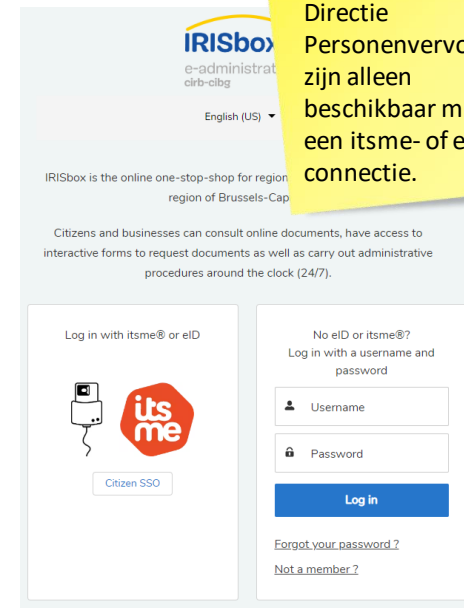 Directie
Personenvervo
zijn alleen
beschikbaar m
een itsme- of e
connectie.
IRISbox
e-administrat
cirb-cibg
English (US)
IRISbox is the online one-stop-shop for region
region of Brussels-Cap
Citizens and businesses can consult online documents, have access to
interactive forms to request documents as well as carry out administrative
procedures around the clock (24/7).
Log in with itsme® or eID
its
me
Citizen SSO
No eID or itsme®?
Log in with a username and
password
Username
Password
Log in
Forgot your password ?
Not a member ?